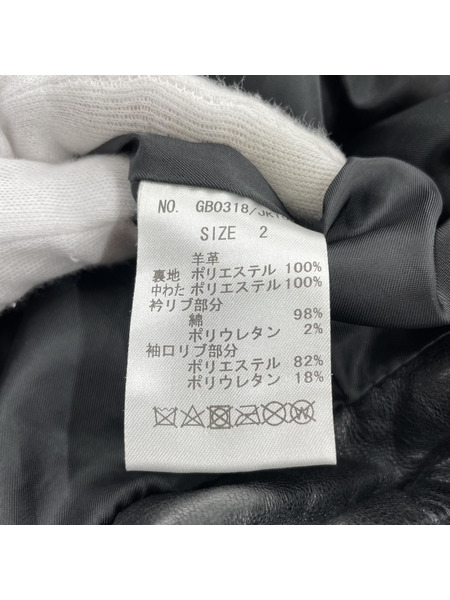 NO. GB0318/JKT
SIZE 2
羊革
裏地 ポリエステル 100%
中わた ポリエステル 100%
衿リブ部分
綿 98%
ポリウレタン 2%
袖口リブ部分
ポリエステル 82%
ポリウレタン 18%